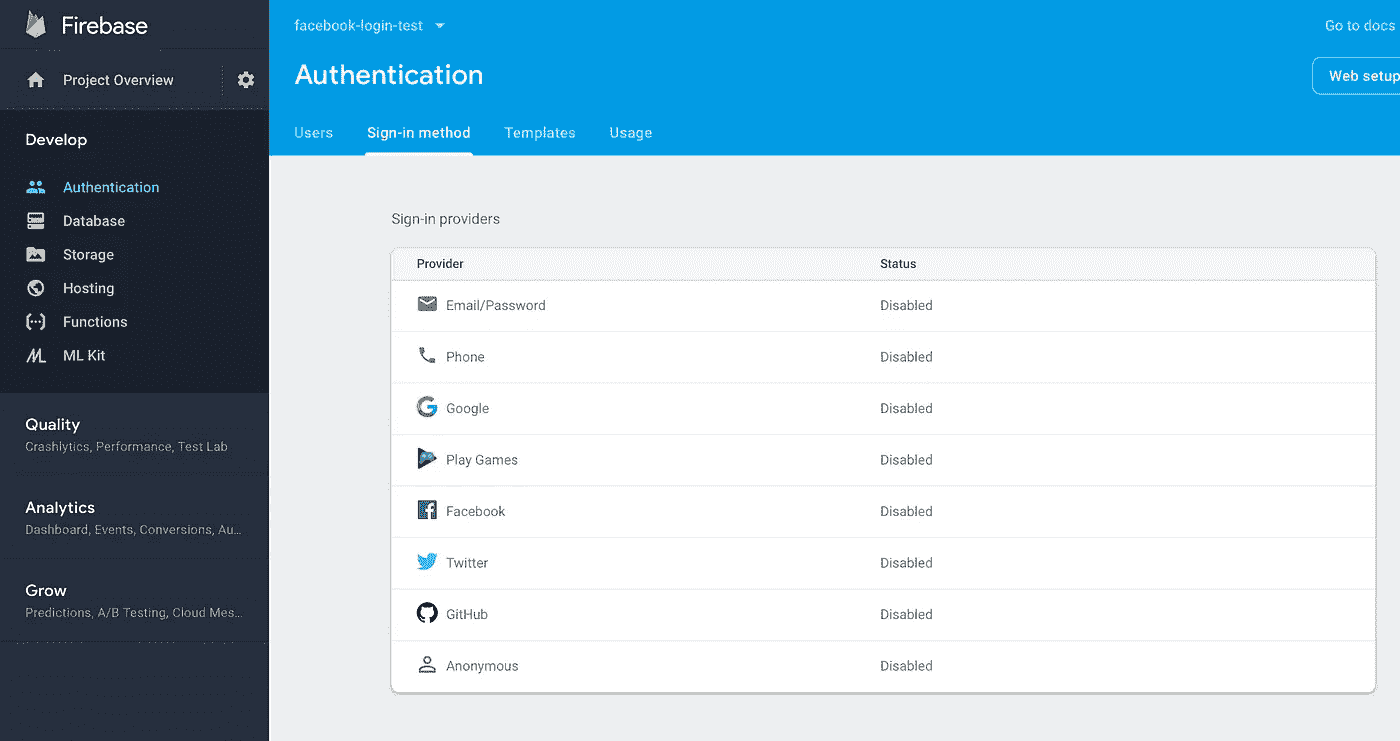 Firebase
Project Overview
Develop
Authentication
Database
Storage
Hosting
Functions
ML Kit
Quality
Crashlytics, Performance, Test Lab
Analytics
Dashboard, Events, Conversions, Au...
Grow
Predictions, A/B Testing, Cloud Mes...
facebook-login-test
Go to docs
Authentication
Web setup
Users Sign-in method Templates Usage
Sign-in providers
Provider Status
Email/Password Disabled
Phone Disabled
Google Disabled
Play Games Disabled
Facebook Disabled
Twitter Disabled
GitHub Disabled
Anonymous Disabled